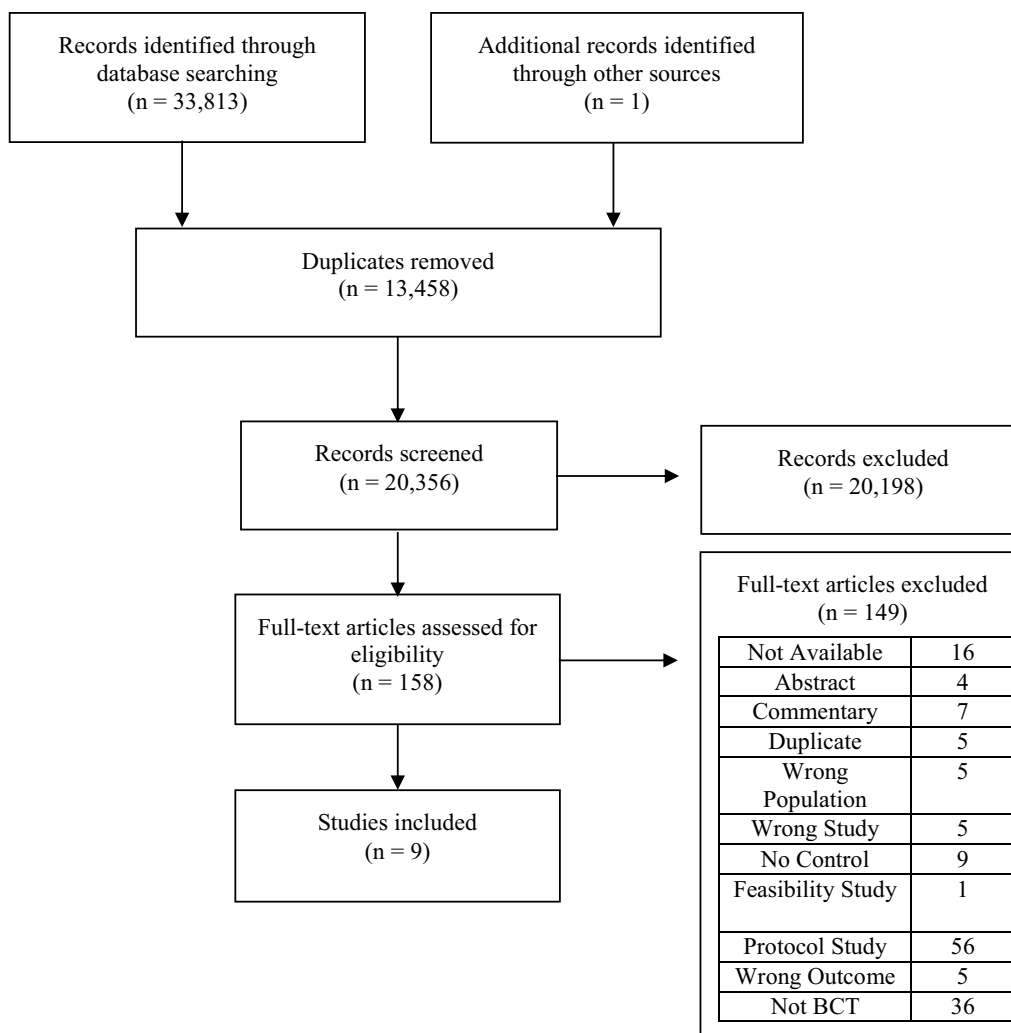 Records identified through
database searching
(n = 33,813)
Additional records identified
through other sources
(n = 1)
Duplicates removed
(n = 13,458)
Records screened
(n = 20,356)
Records excluded
(n = 20,198)
Full-text articles assessed for
eligibility
(n = 158)
Full-text articles excluded
(n = 149)
Not Available 16
Abstract 4
Commentary 7
Duplicate 5
Wrong 5
Population
Wrong Study 5
No Control 9
Feasibility Study 1
Protocol Study 56
Wrong Outcome 5
Not BCT 36
Studies included
(n = 9)